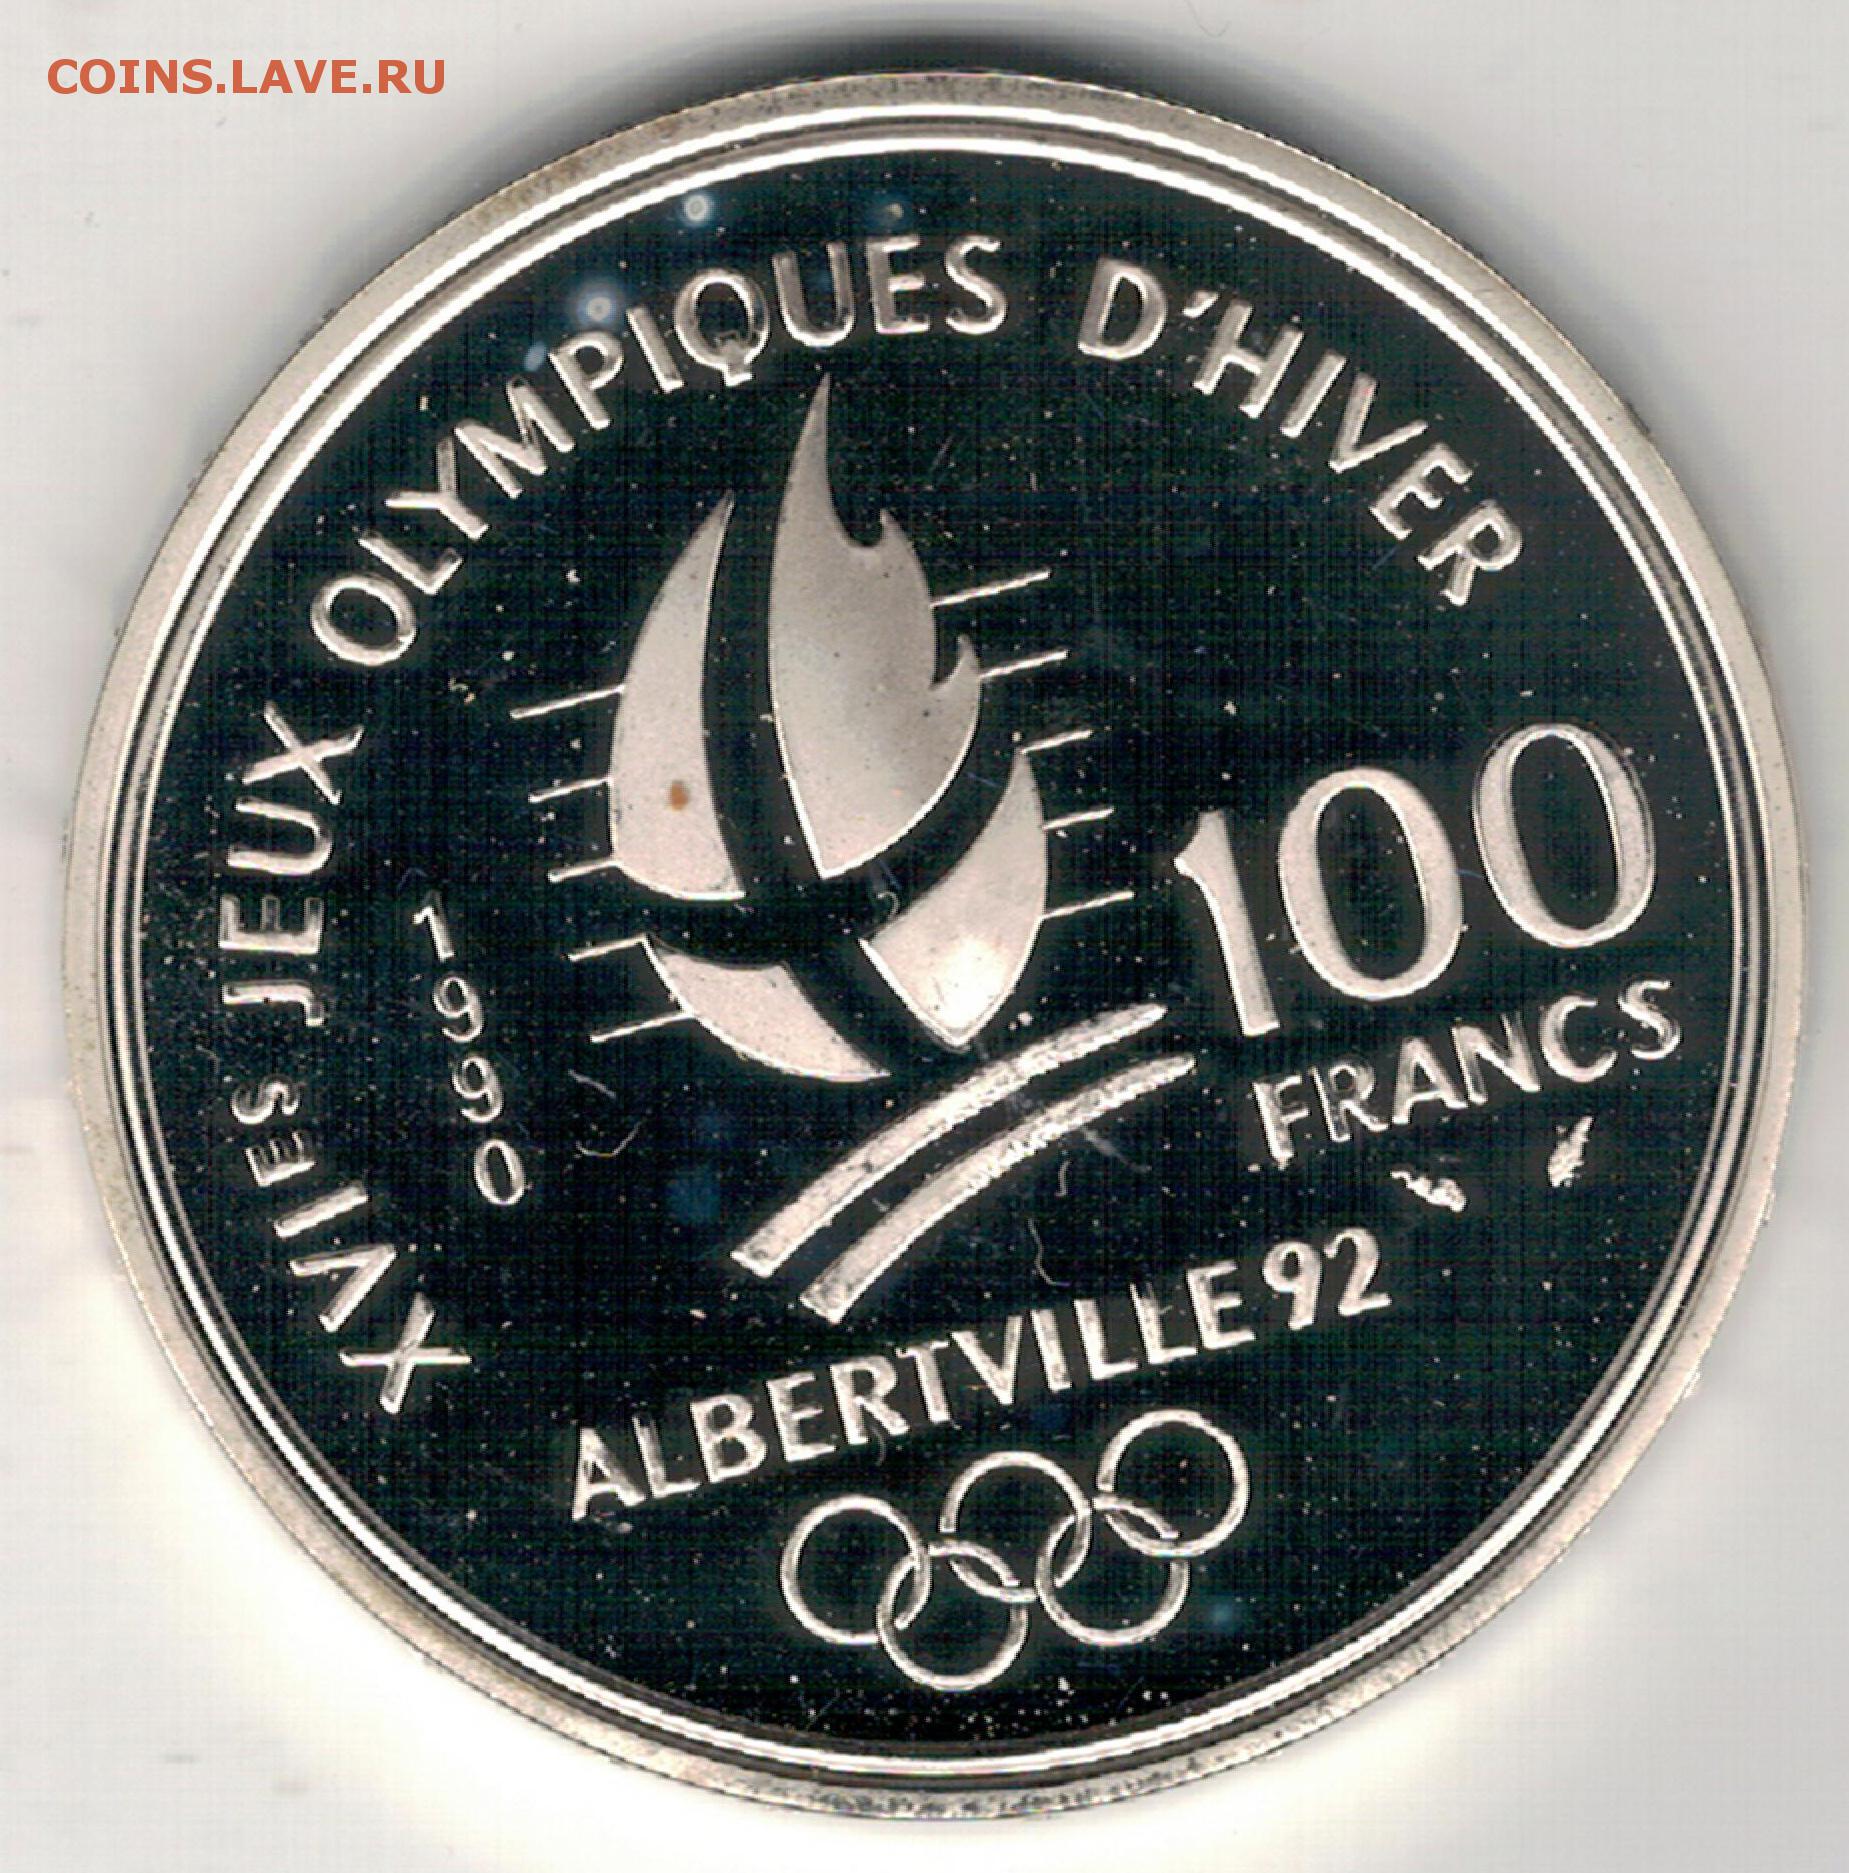 COINS.LAVE.RU
XVIES JEUX OLYMPIQUES D'HIVER
1990
100
FRANCS
ALBERTVILLE 92